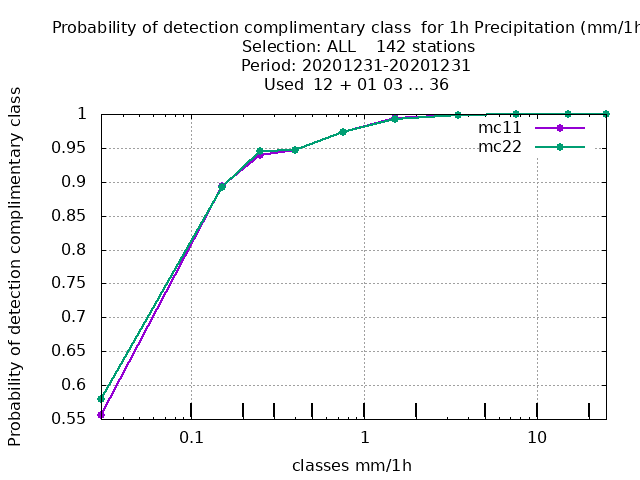 Probability of detection complimentary class  for 1h Precipitation (mm/1h
Selection: ALL    142 stations
Period: 20201231-20201231
Used  12 + 01 03 ... 36
Probability of detection complimentary class
1
0.95
0.9
0.85
0.8
0.75
0.7
0.65
0.6
0.55
mc11
mc22
0.1
1
10
classes mm/1h